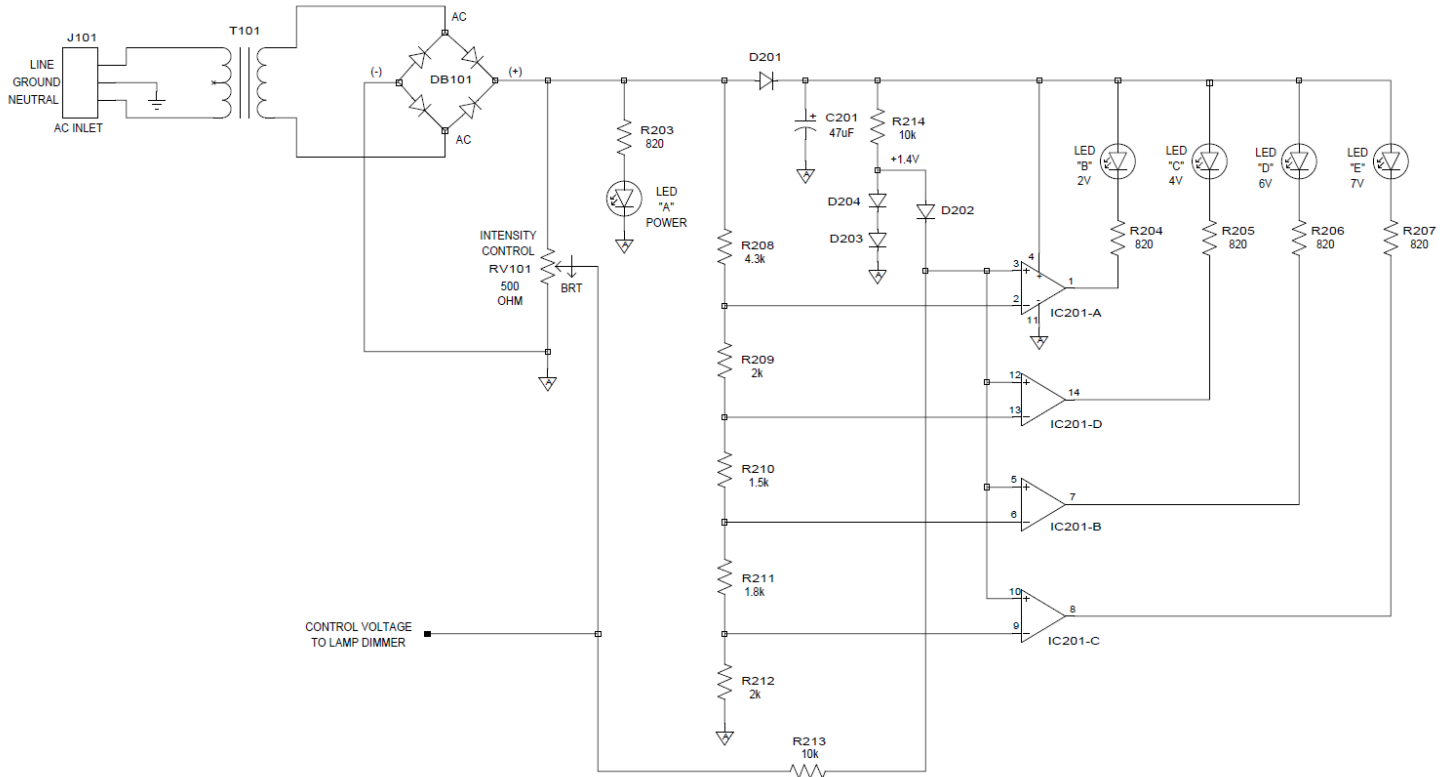 J101
LINE
GROUND
NEUTRAL
AC INLET
T101
AC
(-)
DB101
(+)
AC
R203
820
LED
"A"
POWER
A
INTENSITY
CONTROL
RV101
500
OHM
BRT
A
D201
C201
47uF
+
A
R214
10k
+1.4V
D204
D203
A
D202
R208
4.3k
R209
2k
R210
1.5k
R211
1.8k
R212
2k
A
R213
10k
CONTROL VOLTAGE
TO LAMP DIMMER
LED
"B"
2V
LED
"C"
4V
LED
"D"
6V
LED
"E"
7V
R204
820
R205
820
R206
820
R207
820
3
+
4
+
1
2
-
-
11
IC201-A
A
12
+
14
13
-
IC201-D
5
+
7
6
-
IC201-B
10
+
8
9
-
IC201-C